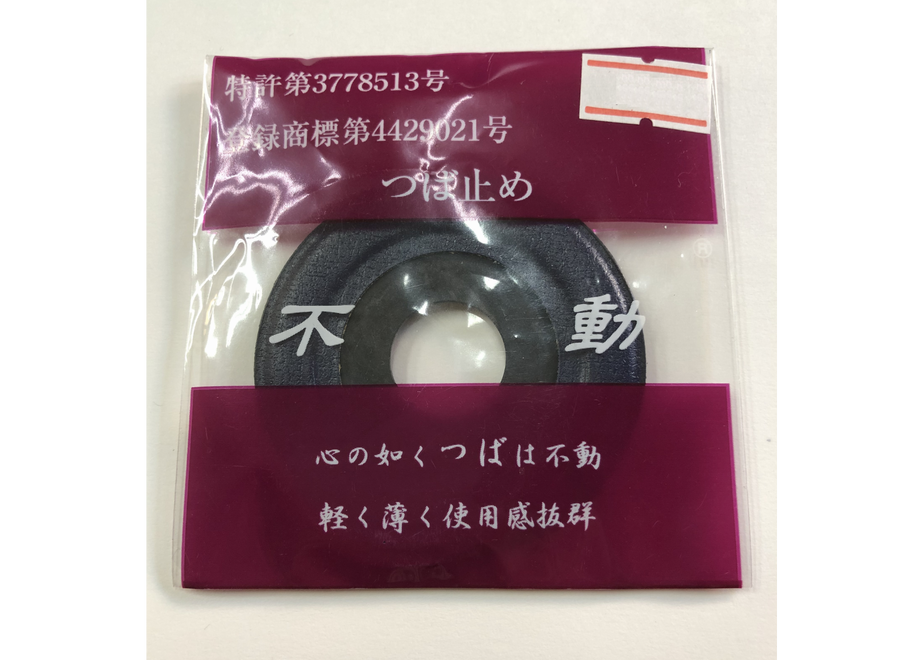 特許第3778513号
登録商標第4429021号
つば止め
®
不動
心の如くつばは不動
軽く薄く使用感抜群